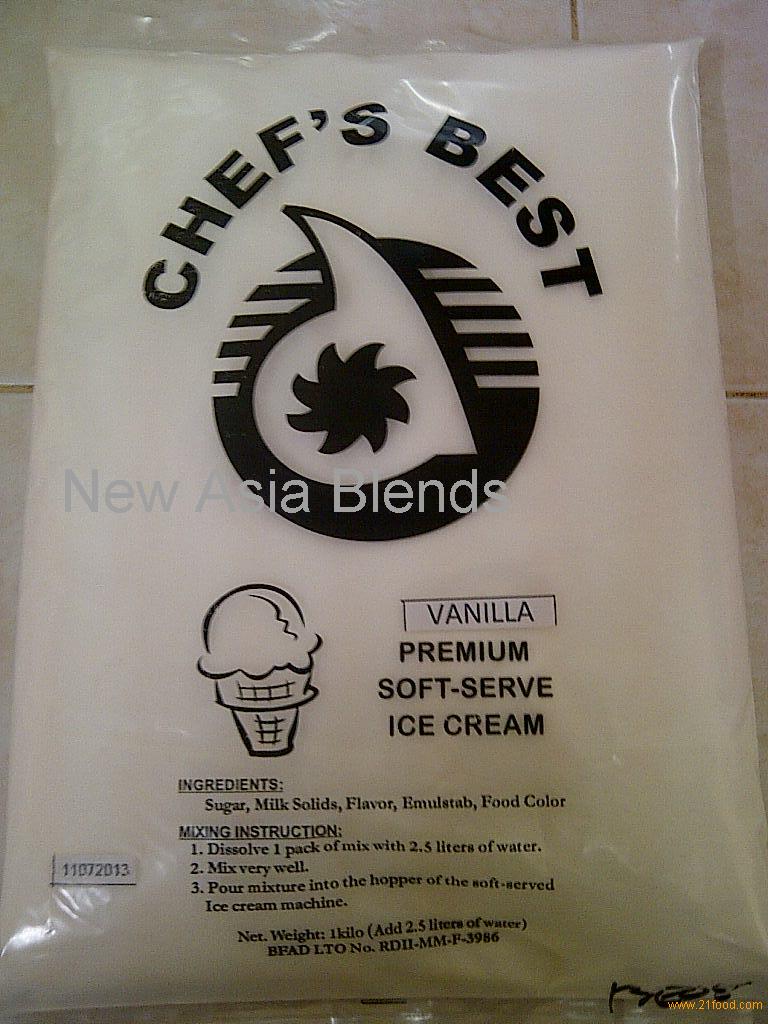 CHEF'S BEST
New Asia Blends
VANILLA
PREMIUM
SOFT-SERVE
ICE CREAM
INGREDIENTS:
Sugar, Milk Solids, Flavor, Emulstab, Food Color
MIXING INSTRUCTION:
1. Dissolve 1 pack of mix with 2.5 liters of water.
2. Mix very well.
3. Pour mixture into the hopper of the soft-served
Ice cream machine.
11072013
Net. Weight: 1kilo (Add 2.5 liters of water)
BFAD LTO No. RDII-MM-F-3986
www.21food.com